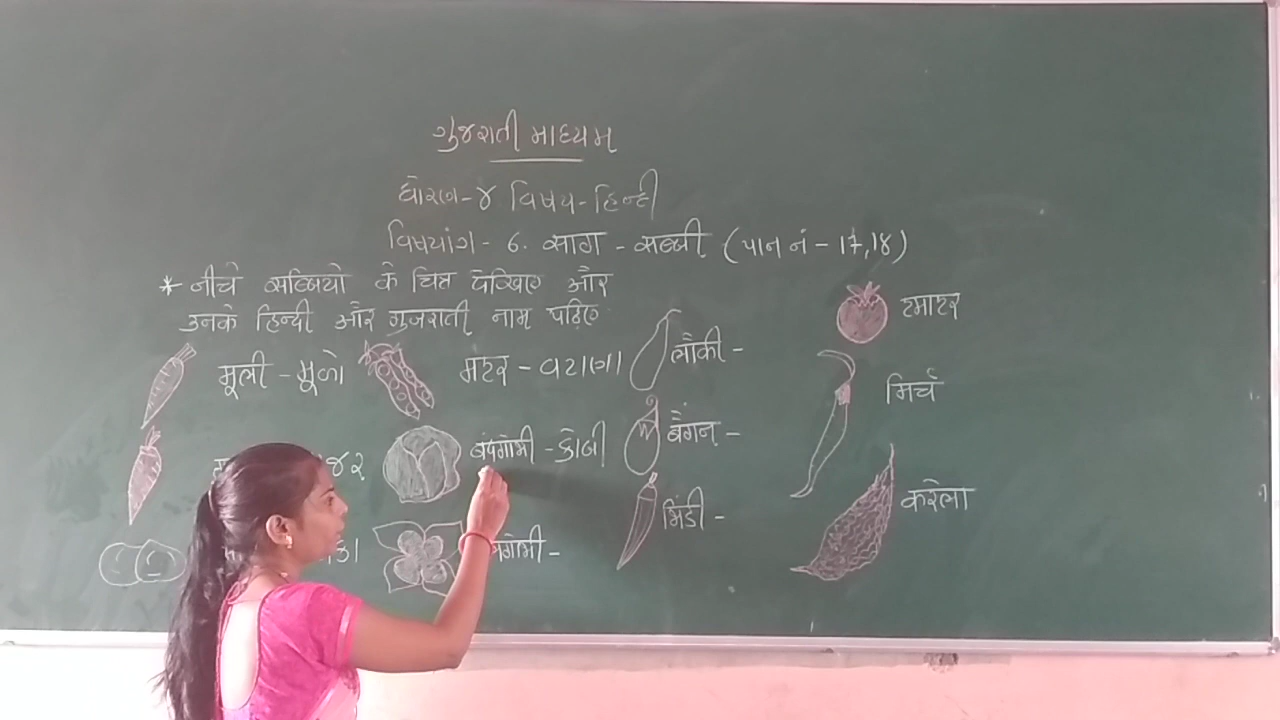 ગુજરાતી માધ્યમ
ધોરણ-૪ વિષય-હિન્દી
વિષયાંગ - ૬. साग - सब्जी (પાન નં - 17,18)
* नीचे सब्जियो के चित्र देखिए और
उनके हिन्दी और गुजराती नाम पढ़िए
मूली - મૂળો
मटर - વટાણા
लौकी -
टमाटर
मिर्च
बंदगोभी - કોબી
बैंगन -
भिंडी -
करेला